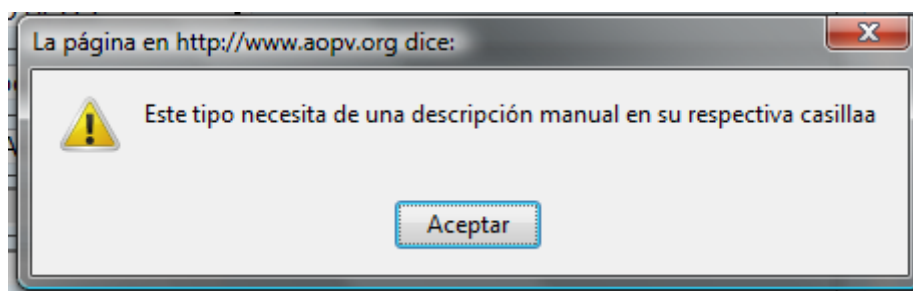 La página en http://www.aopv.org dice:
Este tipo necesita de una descripción manual en su respectiva casillaa
Aceptar